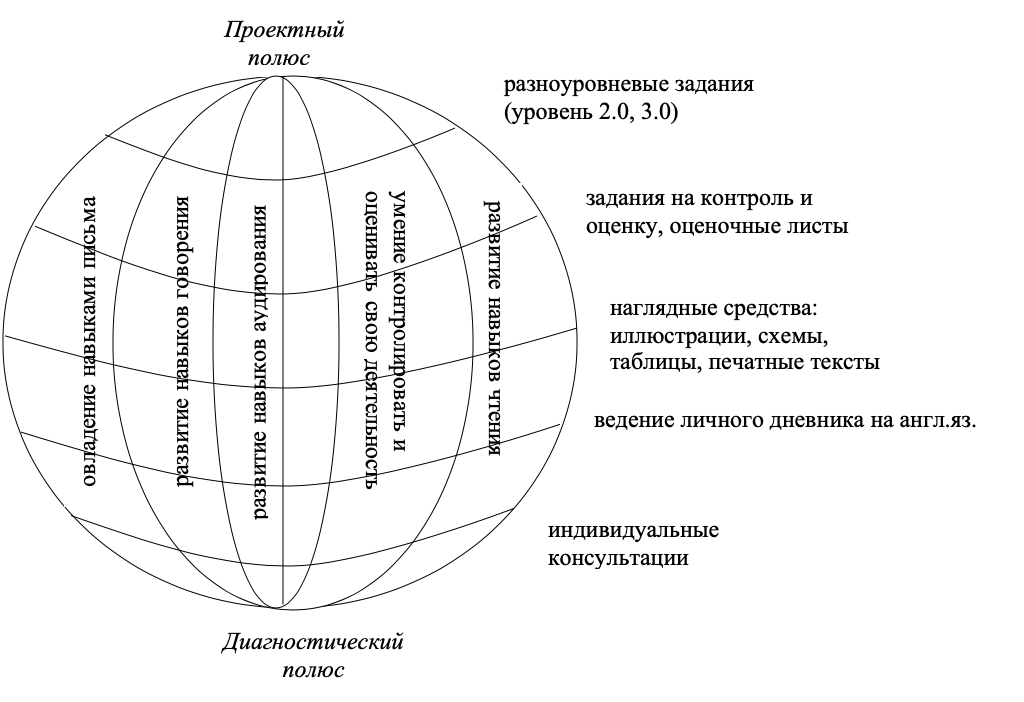 Проектный
полюс
разноуровневые задания
(уровень 2.0, 3.0)
задания на контроль и
оценку, оценочные листы
наглядные средства:
иллюстрации, схемы,
таблицы, печатные тексты
ведение личного дневника на англ.яз.
индивидуальные
консультации
овладение навыками письма
развитие навыков говорения
развитие навыков аудирования
умение контролировать и
оценивать свою деятельность
развитие навыков чтения
Диагностический
полюс